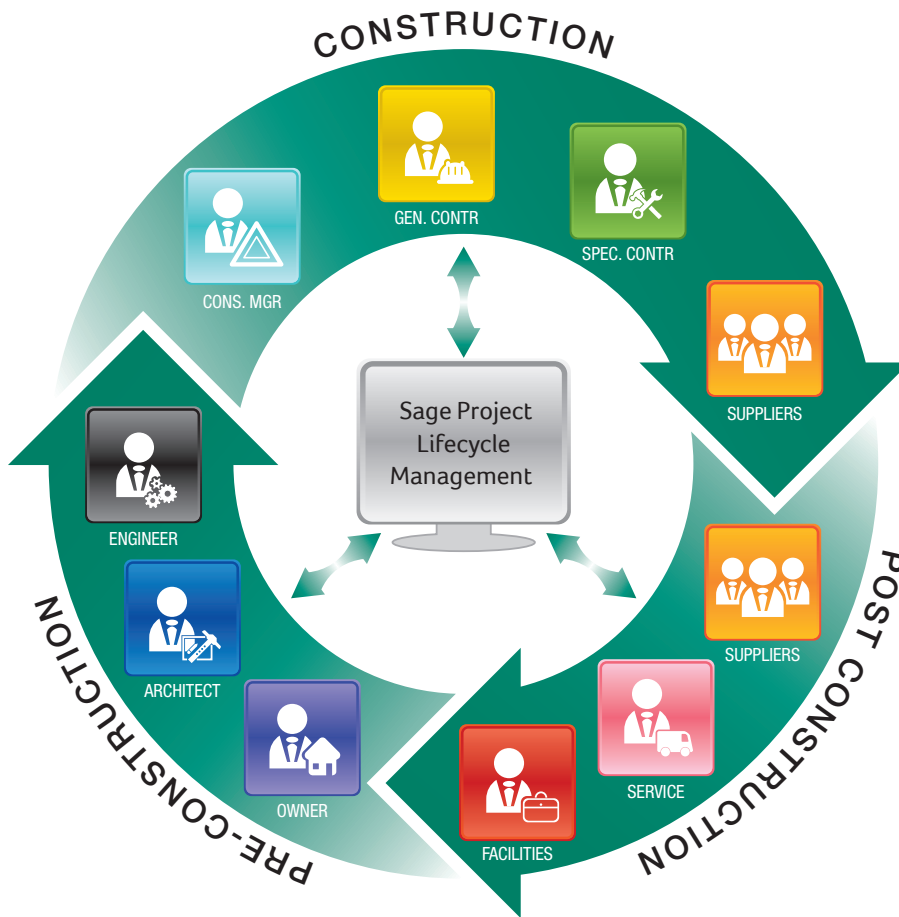 CONSTRUCTION
GEN. CONTR
SPEC. CONTR
CONS. MGR
SUPPLIERS
Sage Project
Lifecycle
Management
ENGINEER
SUPPLIERS
ARCHITECT
SERVICE
OWNER
FACILITIES
PRE-CONSTRUCTION
POST CONSTRUCTION